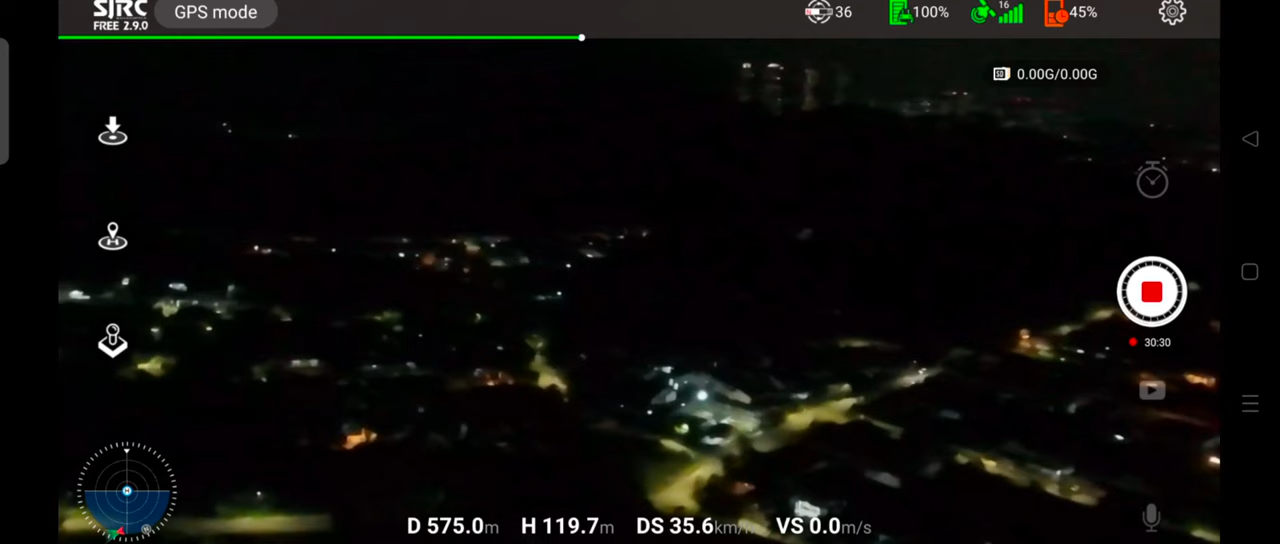 SJRC
FREE 2.9.0
GPS mode
36
100%
16
45%
SD 0.00G/0.00G
30:30
H
N
D 575.0m H 119.7m DS 35.6km/h VS 0.0m/s